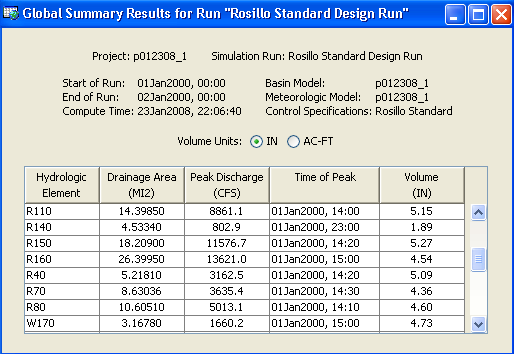 Global Summary Results for Run "Rosillo Standard Design Run"
Project: p012308_1 Simulation Run: Rosillo Standard Design Run
Start of Run: 01Jan2000, 00:00 Basin Model: p012308_1
End of Run: 02Jan2000, 00:00 Meteorologic Model: p012308_1
Compute Time: 23Jan2008, 22:06:40 Control Specifications: Rosillo Standard
Volume Units: IN AC-FT
Hydrologic Drainage Area Peak Discharge Time of Peak Volume
Element (MI2) (CFS) (IN)
R110 14.39850 8861.1 01Jan2000, 14:00 5.15
R140 4.53340 802.9 01Jan2000, 23:00 1.89
R150 18.20900 11576.7 01Jan2000, 14:20 5.27
R160 26.39950 13621.0 01Jan2000, 15:00 4.54
R40 5.21810 3162.5 01Jan2000, 14:20 5.09
R70 8.63036 3635.4 01Jan2000, 14:30 4.36
R80 10.60510 5013.1 01Jan2000, 14:10 4.60
W170 3.16780 1660.2 01Jan2000, 15:00 4.73